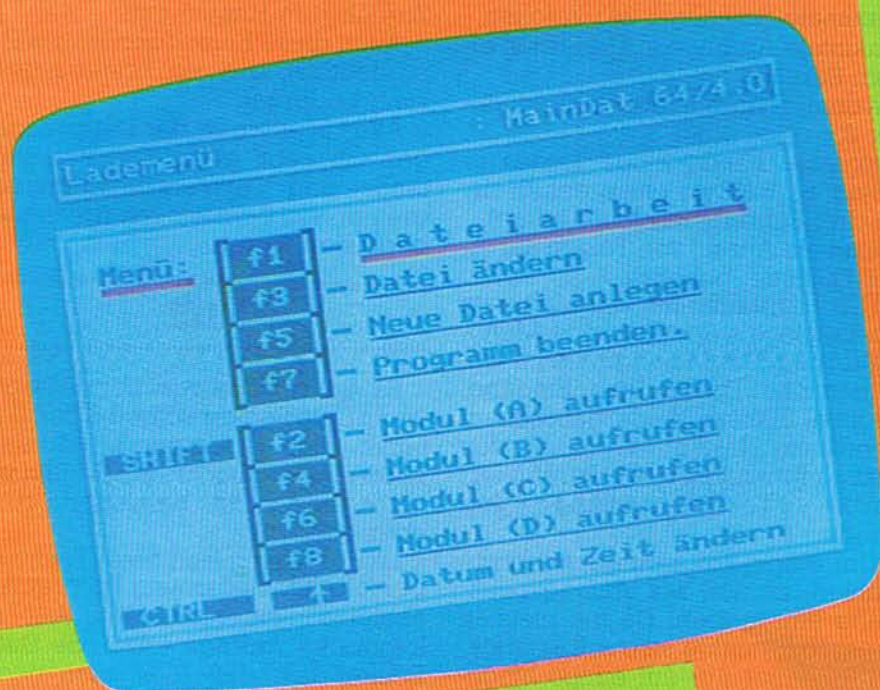 Lademenü : MainDat 64/4.0
Menü: f1 - D a t e i a r b e i t
f3 - Datei ändern
f5 - Neue Datei anlegen
f7 - Programm beenden.
SHIFT f2 - Modul (A) aufrufen
f4 - Modul (B) aufrufen
f6 - Modul (C) aufrufen
f8 - Modul (D) aufrufen
CTRL ↑ - Datum und Zeit ändern